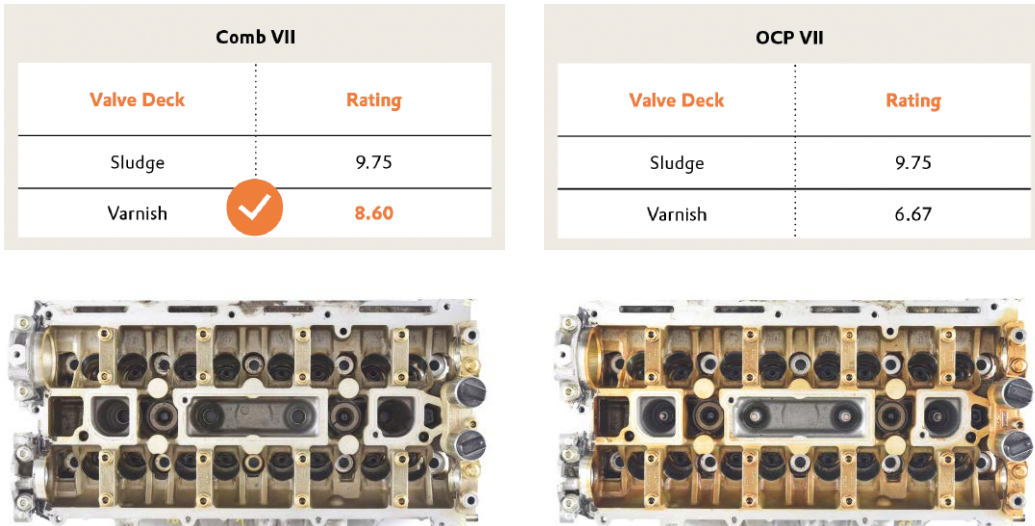 Comb VII
Valve Deck Rating
Sludge 9.75
Varnish 8.60
OCP VII
Valve Deck Rating
Sludge 9.75
Varnish 6.67